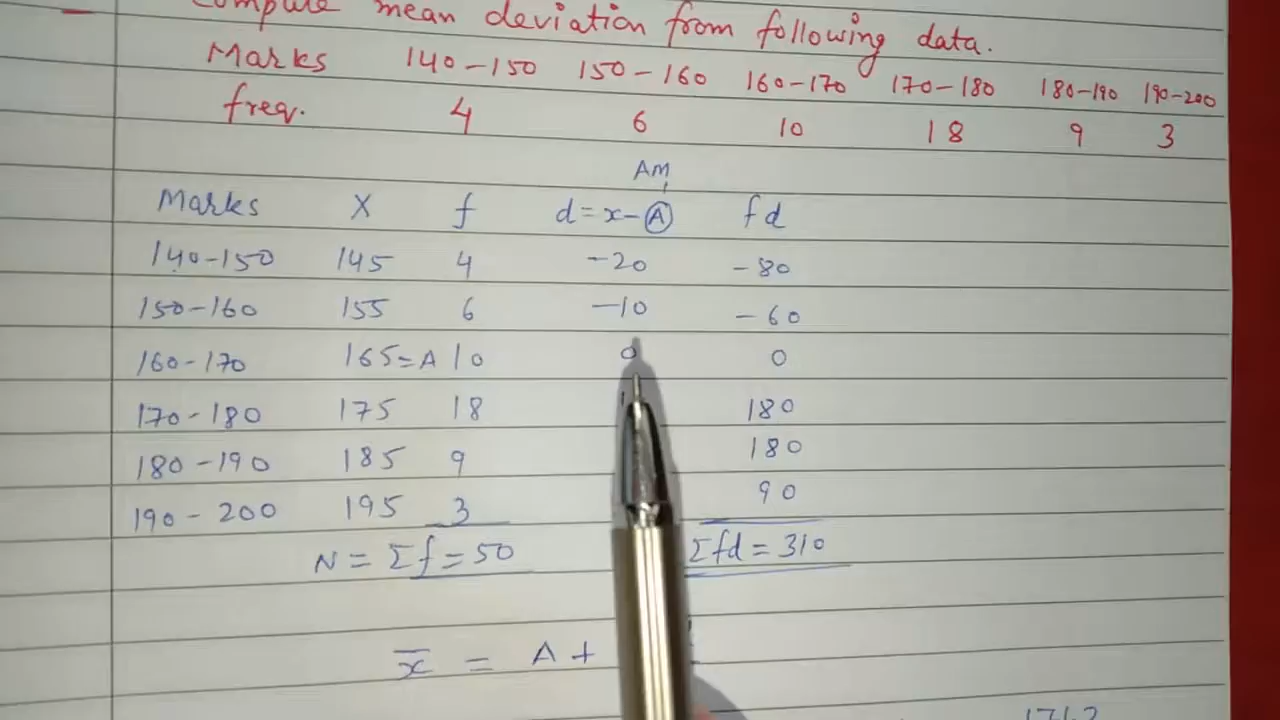 Compute mean deviation from following data.
Marks 140-150 150-160 160-170 170-180 180-190 190-200
freq. 4 6 10 18 9 3
AM
Marks X f d=x-A fd
140-150 145 4 -20 -80
150-160 155 6 -10 -60
160-170 165=A 10 0 0
170-180 175 18 180
180-190 185 9 180
190-200 195 3 90
N = Σf = 50 Σfd = 310
x̄ = A +